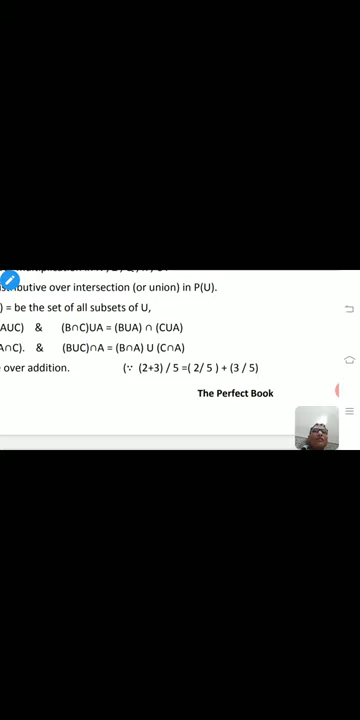 stributive over intersection (or union) in P(U).
) = be the set of all subsets of U,
AUC) & (B∩C)UA = (BUA) ∩ (CUA)
A∩C). & (BUC)∩A = (B∩A) U (C∩A)
e over addition. (∵ (2+3) / 5 =( 2/ 5 ) + (3 / 5)
The Perfect Book